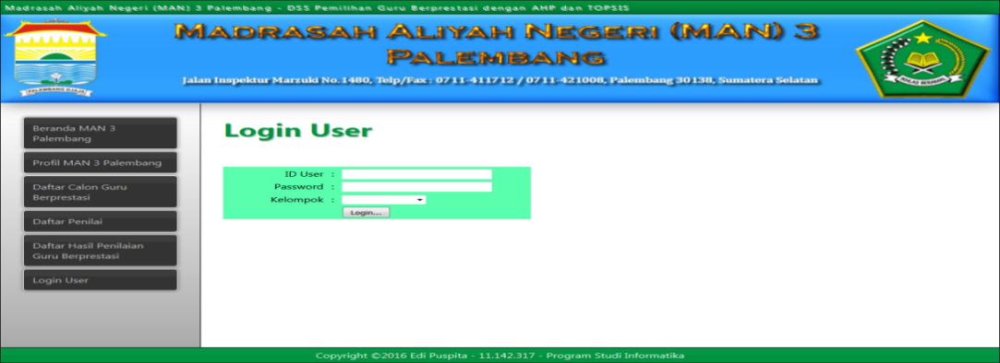 Madrasah Aliyah Negeri (MAN) 3 Palembang - DSS Pemilihan Guru Berprestasi dengan AHP dan TOPSIS
Madrasah Aliyah Negeri (MAN) 3
Palembang
Jalan Inspektur Marzuki No. 1480, Telp/Fax : 0711-411712 / 0711-421008, Palembang 30138, Sumatera Selatan
PALEMBANG DARUSSALAM
IKHLAS BERAMAL
Beranda MAN 3
Palembang
Profil MAN 3 Palembang
Daftar Calon Guru
Berprestasi
Daftar Penilai
Daftar Hasil Penilaian
Guru Berprestasi
Login User
Login User
ID User :
Password :
Kelompok :
Login...
Copyright ©2016 Edi Puspita - 11.142.317 - Program Studi Informatika